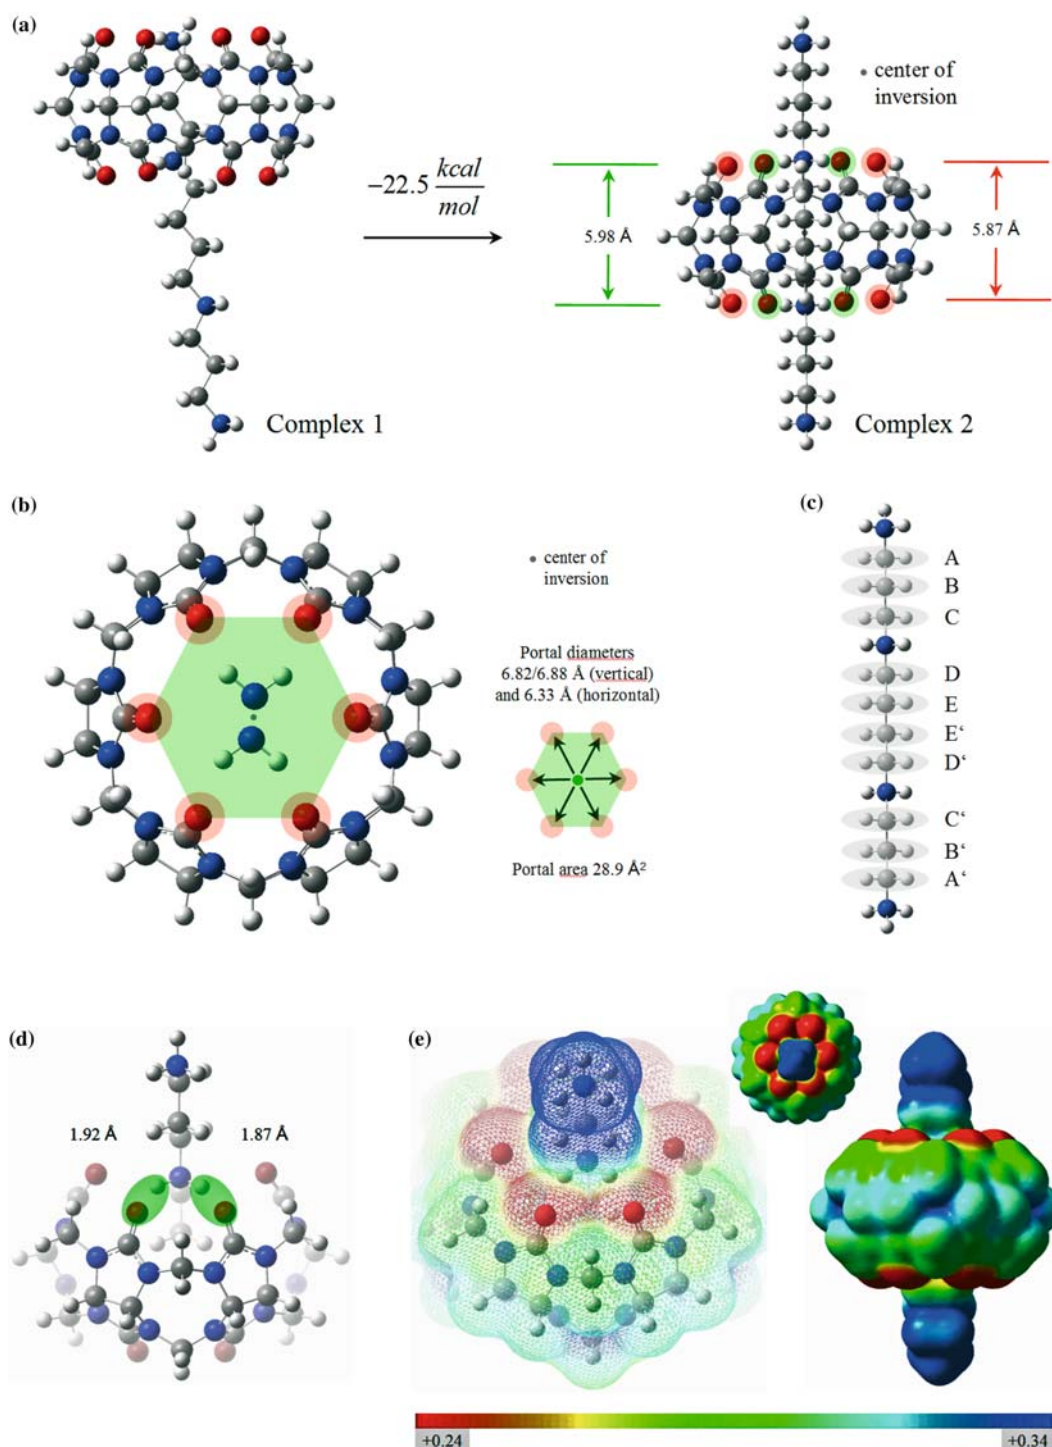 (a)
• center of
inversion
−22.5 kcal/mol
5.98 Å
5.87 Å
Complex 1
Complex 2
(b)
(c)
• center of
inversion
Portal diameters
6.82/6.88 Å (vertical)
and 6.33 Å (horizontal)
Portal area 28.9 Å²
A
B
C
D
E
E‘
D‘
C‘
B‘
A‘
(d)
(e)
1.92 Å
1.87 Å
+0.24
+0.34